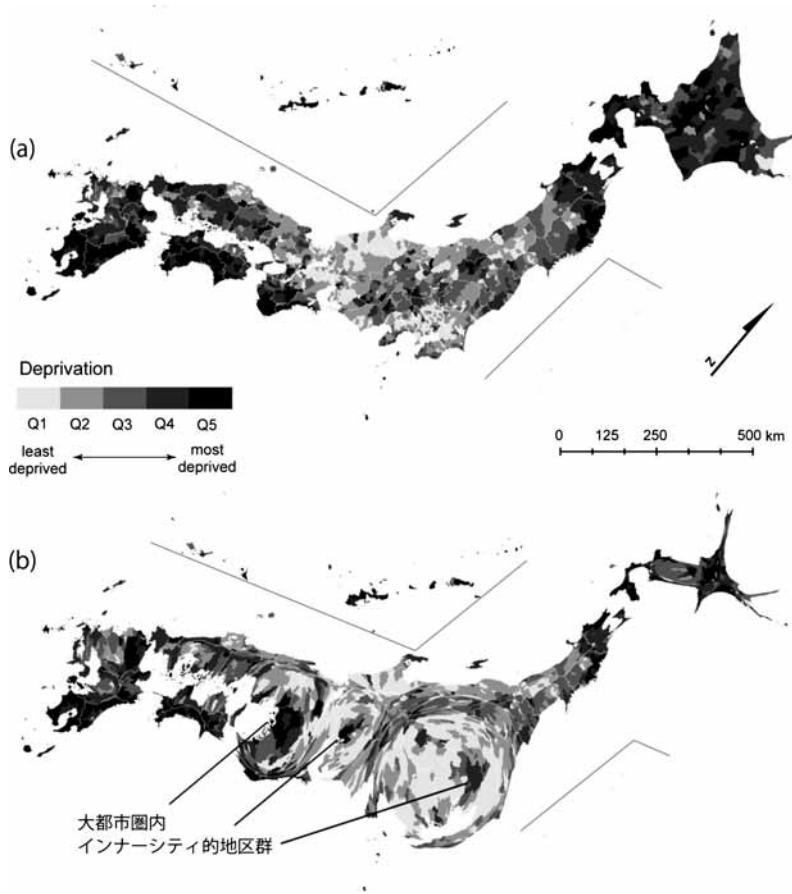 (a)
Deprivation
Q1 Q2 Q3 Q4 Q5
least deprived
most deprived
N
0 125 250 500 km
(b)
大都市圏内
インナーシティ的地区群